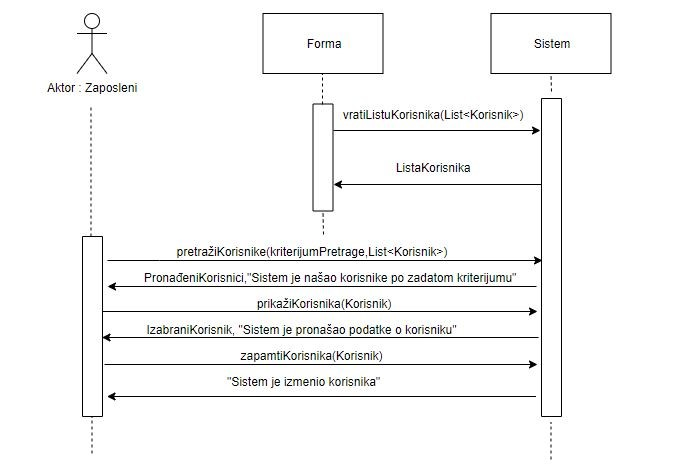 Forma
Sistem
Aktor : Zaposleni
vratiListuKorisnika(List<Korisnik>)
ListaKorisnika
pretražiKorisnike(kriterijumPretrage,List<Korisnik>)
PronađeniKorisnici,"Sistem je našao korisnike po zadatom kriterijumu"
prikažiKorisnika(Korisnik)
IzabraniKorisnik, "Sistem je pronašao podatke o korisniku"
zapamtiKorisnika(Korisnik)
"Sistem je izmenio korisnika"